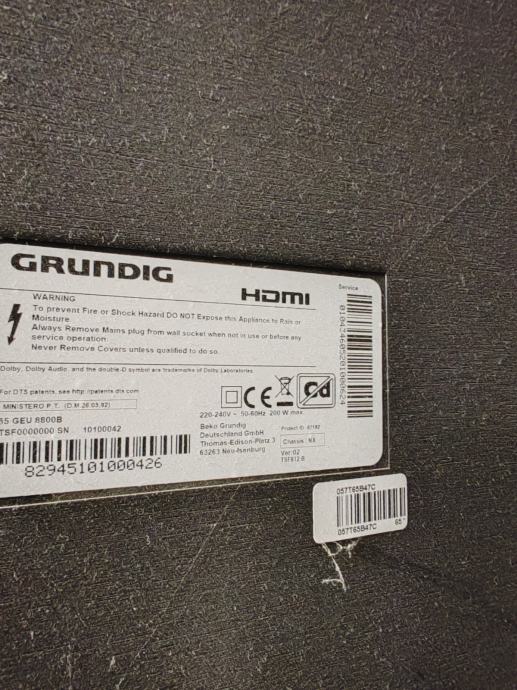 GRUNDIG
HDMI
WARNING
To prevent Fire or Shock Hazard DO NOT Expose this Appliance to Rain or
Moisture.
Always Remove Mains plug from wall socket when not in use or before any
service operation.
Never Remove Covers unless qualified to do so.
Dolby, Dolby Audio, and the double-D symbol are trademarks of Dolby Laboratories.
For DTS patents, see http://patents.dts.com
MINISTERO P.T. (D.M.26.03.92)
GEU 8800B
TSF0000000 SN 10100042
82945101000426
CE
220-240V ~ 50-60Hz 200 W max.
Beko Grundig
Deutschland GmbH
Thomas-Edison-Platz 3
63263 Neu-Isenburg
Project ID
Chassis : NX
Ver:02
Service
057T65B47C
057T65B47C
65"